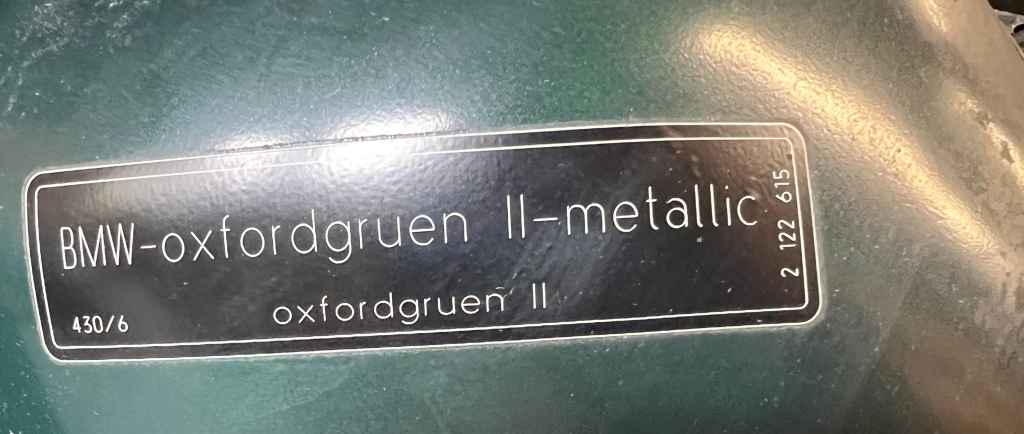 BMW-oxfordgruen II-metallic
oxfordgruen II
430/6
2 122 615.